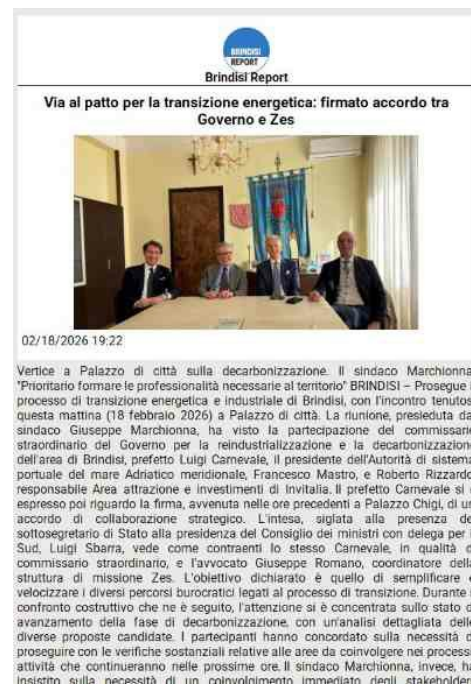 BRINDISI
REPORT
Brindisi Report
Via al patto per la transizione energetica: firmato accordo tra
Governo e Zes
02/18/2026 19:22
Vertice a Palazzo di città sulla decarbonizzazione. Il sindaco Marchionna:
"Prioritario formare le professionalità necessarie al territorio" BRINDISI – Prosegue
processo di transizione energetica e industriale di Brindisi, con l'incontro tenutos
questa mattina (18 febbraio 2026) a Palazzo di città. La riunione, presieduta da
sindaco Giuseppe Marchionna, ha visto la partecipazione del commissario
straordinario del Governo per la reindustrializzazione e la decarbonizzazione
dell'area di Brindisi, prefetto Luigi Carnevale, il presidente dell'Autorità di sistema
portuale del mare Adriatico meridionale, Francesco Mastro, e Roberto Rizzardo
responsabile Area attrazione e investimenti di Invitalia. Il prefetto Carnevale si
espresso poi riguardo la firma, avvenuta nelle ore precedenti a Palazzo Chigi, di un
accordo di collaborazione strategico. L'intesa, siglata alla presenza de
sottosegretario di Stato alla presidenza del Consiglio dei ministri con delega per i
Sud, Luigi Sbarra, vede come contraenti lo stesso Carnevale, in qualità d
commissario straordinario, e l'avvocato Giuseppe Romano, coordinatore della
struttura di missione Zes. L'obiettivo dichiarato è quello di semplificare e
velocizzare i diversi percorsi burocratici legati al processo di transizione. Durante i
confronto costruttivo che ne è seguito, l'attenzione si è concentrata sullo stato d
avanzamento della fase di decarbonizzazione, con un'analisi dettagliata delle
diverse proposte candidate. I partecipanti hanno concordato sulla necessità d
proseguire con le verifiche sostanziali relative alle aree da coinvolgere nei processi
attività che continueranno nelle prossime ore. Il sindaco Marchionna, invece, ha
insistito sulla necessità di un coinvolgimento immediato degli stakeholder